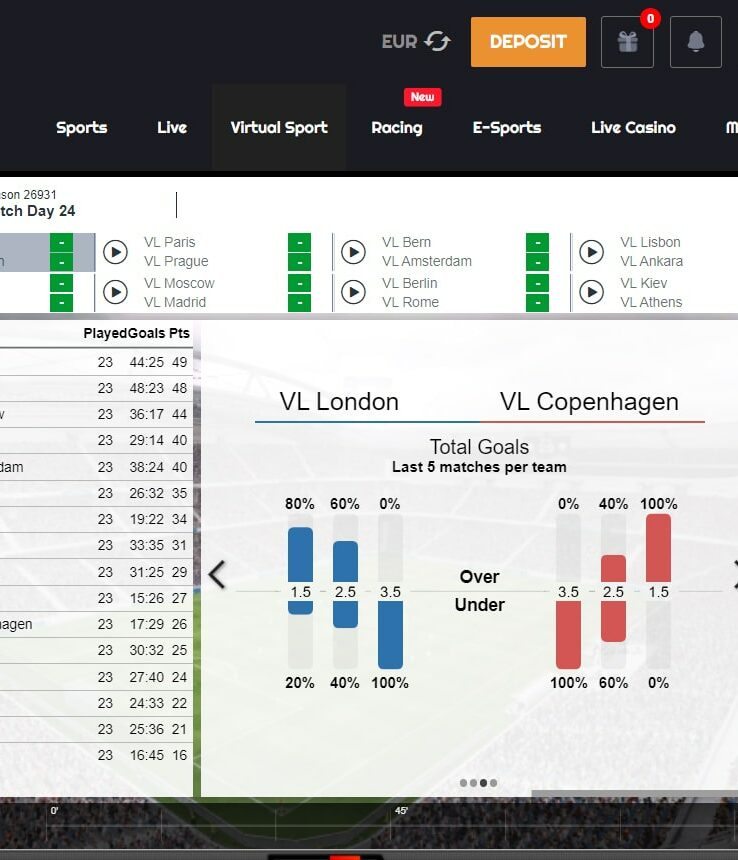 0
EUR DEPOSIT
New
Sports Live Virtual Sport Racing E-Sports Live Casino M
son 26931
tch Day 24
- VL Paris - VL Bern - VL Lisbon
n - VL Prague - VL Amsterdam - VL Ankara
- VL Moscow - VL Berlin - VL Kiev
- VL Madrid - VL Rome - VL Athens
Played Goals Pts
23 44:25 49
23 48:23 48
w 23 36:17 44
23 29:14 40
dam 23 38:24 40
23 26:32 35
23 19:22 34
23 33:35 31
23 31:25 29
23 15:26 27
hagen 23 17:29 26
23 30:32 25
23 27:40 24
23 24:33 22
23 25:36 21
23 16:45 16
VL London VL Copenhagen
Total Goals
Last 5 matches per team
80% 60% 0% 0% 40% 100%
Over
1.5 2.5 3.5 3.5 2.5 1.5
Under
20% 40% 100% 100% 60% 0%
0' 45'